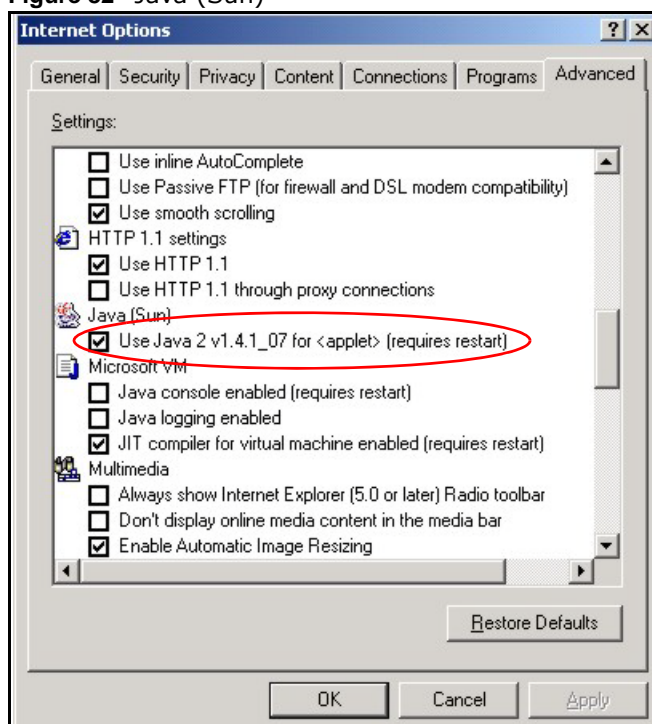 Figure 82 Java (Sun)
Internet Options
General Security Privacy Content Connections Programs Advanced
Settings:
Use inline AutoComplete
Use Passive FTP (for firewall and DSL modem compatibility)
Use smooth scrolling
HTTP 1.1 settings
Use HTTP 1.1
Use HTTP 1.1 through proxy connections
Java (Sun)
Use Java 2 v1.4.1_07 for <applet> (requires restart)
Microsoft VM
Java console enabled (requires restart)
Java logging enabled
JIT compiler for virtual machine enabled (requires restart)
Multimedia
Always show Internet Explorer (5.0 or later) Radio toolbar
Don't display online media content in the media bar
Enable Automatic Image Resizing
Restore Defaults
OK Cancel Apply